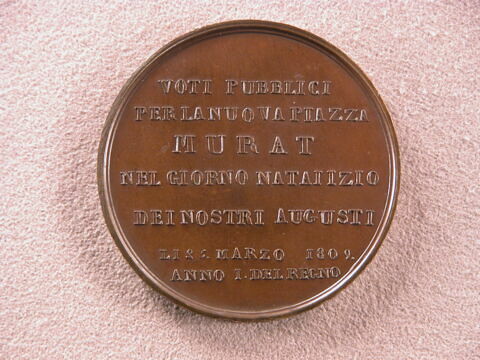 VOTI PUBBLICI
PER LA NUOVA PIAZZA
MURAT
NEL GIORNO NATALIZIO
DEI NOSTRI AUGUSTI
LI 25. MARZO 1809.
ANNO I. DEL REGNO